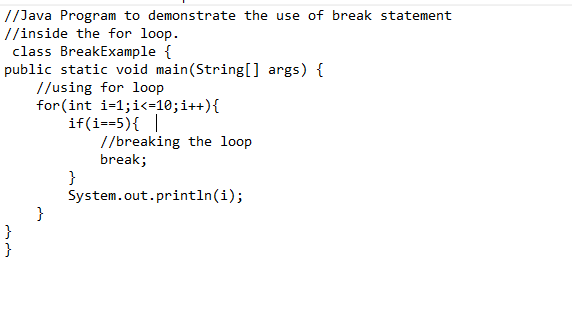 //Java Program to demonstrate the use of break statement
//inside the for loop.
 class BreakExample {
public static void main(String[] args) {
    //using for loop
    for(int i=1;i<=10;i++){
        if(i==5){
            //breaking the loop
            break;
        }
        System.out.println(i);
    }
}
}